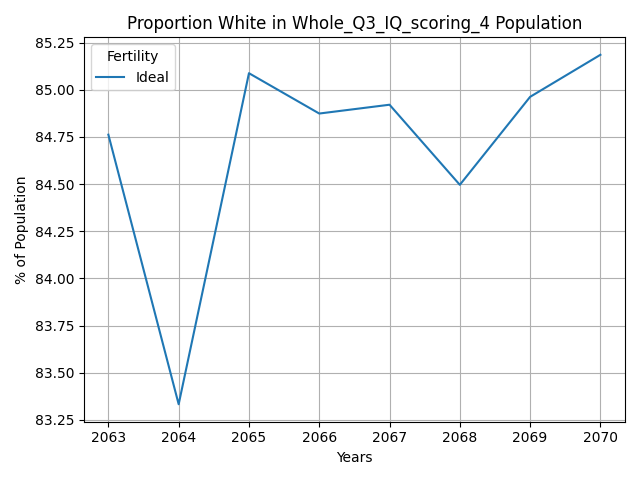 Proportion White in Whole_Q3_IQ_scoring_4 Population
85.25
Fertility
Ideal
85.00
84.75
84.50
84.25
84.00
83.75
83.50
83.25
% of Population
2063 2064 2065 2066 2067 2068 2069 2070
Years